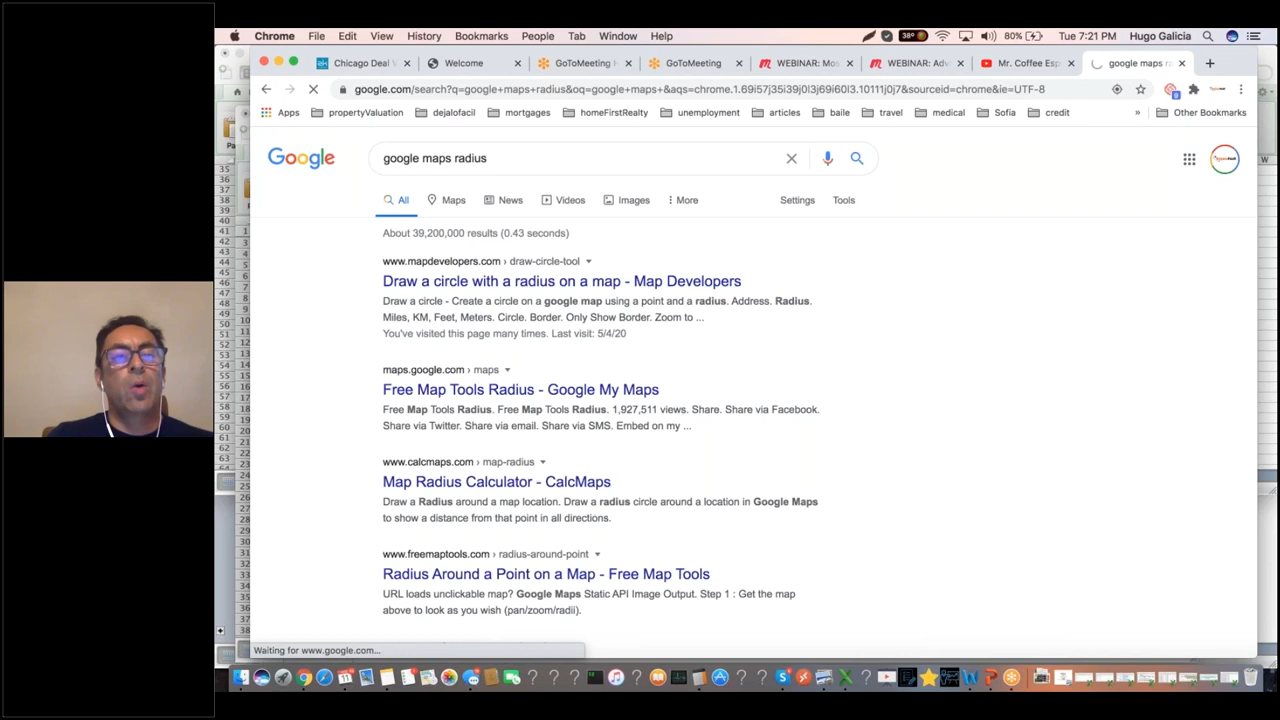 Chrome File Edit View History Bookmarks People Tab Window Help 38° 80% Tue 7:21 PM Hugo Galicia
Chicago Deal V Welcome GoToMeeting H GoToMeeting WEBINAR: Mos WEBINAR: Adv Mr. Coffee Esp google maps ra
google.com/search?q=google+maps+radius&oq=google+maps+&aqs=chrome.1.69i57j35i39j0l3j69i60l3.10111j0j7&sourceid=chrome&ie=UTF-8
Apps propertyValuation dejalofacil mortgages homeFirstRealty unemployment articles baile travel medical Sofia credit » Other Bookmarks
Google google maps radius
All Maps News Videos Images More Settings Tools
About 39,200,000 results (0.43 seconds)
www.mapdevelopers.com › draw-circle-tool
Draw a circle with a radius on a map - Map Developers
Draw a circle - Create a circle on a google map using a point and a radius. Address. Radius.
Miles, KM, Feet, Meters. Circle. Border. Only Show Border. Zoom to ...
You've visited this page many times. Last visit: 5/4/20
maps.google.com › maps
Free Map Tools Radius - Google My Maps
Free Map Tools Radius. Free Map Tools Radius. 1,927,511 views. Share. Share via Facebook.
Share via Twitter. Share via email. Share via SMS. Embed on my ...
www.calcmaps.com › map-radius
Map Radius Calculator - CalcMaps
Draw a Radius around a map location. Draw a radius circle around a location in Google Maps
to show a distance from that point in all directions.
www.freemaptools.com › radius-around-point
Radius Around a Point on a Map - Free Map Tools
URL loads unclickable map? Google Maps Static API Image Output. Step 1 : Get the map
above to look as you wish (pan/zoom/radii).
Waiting for www.google.com...